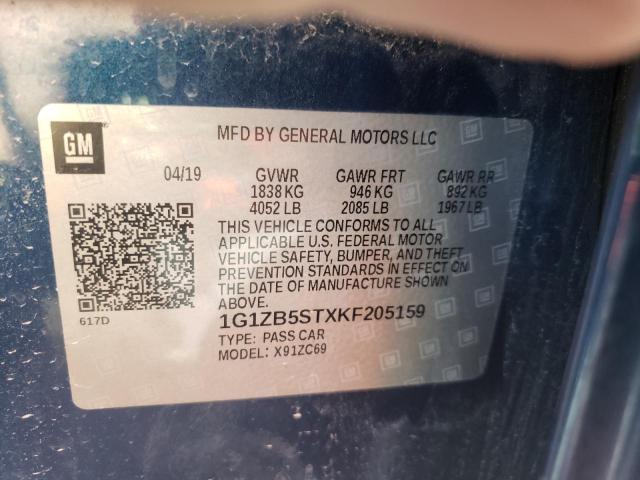 GM
MFD BY GENERAL MOTORS LLC
04/19 GVWR GAWR FRT GAWR RR
1838 KG 946 KG 892 KG
4052 LB 2085 LB 1967 LB
THIS VEHICLE CONFORMS TO ALL
APPLICABLE U.S. FEDERAL MOTOR
VEHICLE SAFETY, BUMPER, AND THEFT
PREVENTION STANDARDS IN EFFECT ON
THE DATE OF MANUFACTURE SHOWN
ABOVE.
617D
1G1ZB5STXKF205159
TYPE: PASS CAR
MODEL: X91ZC69